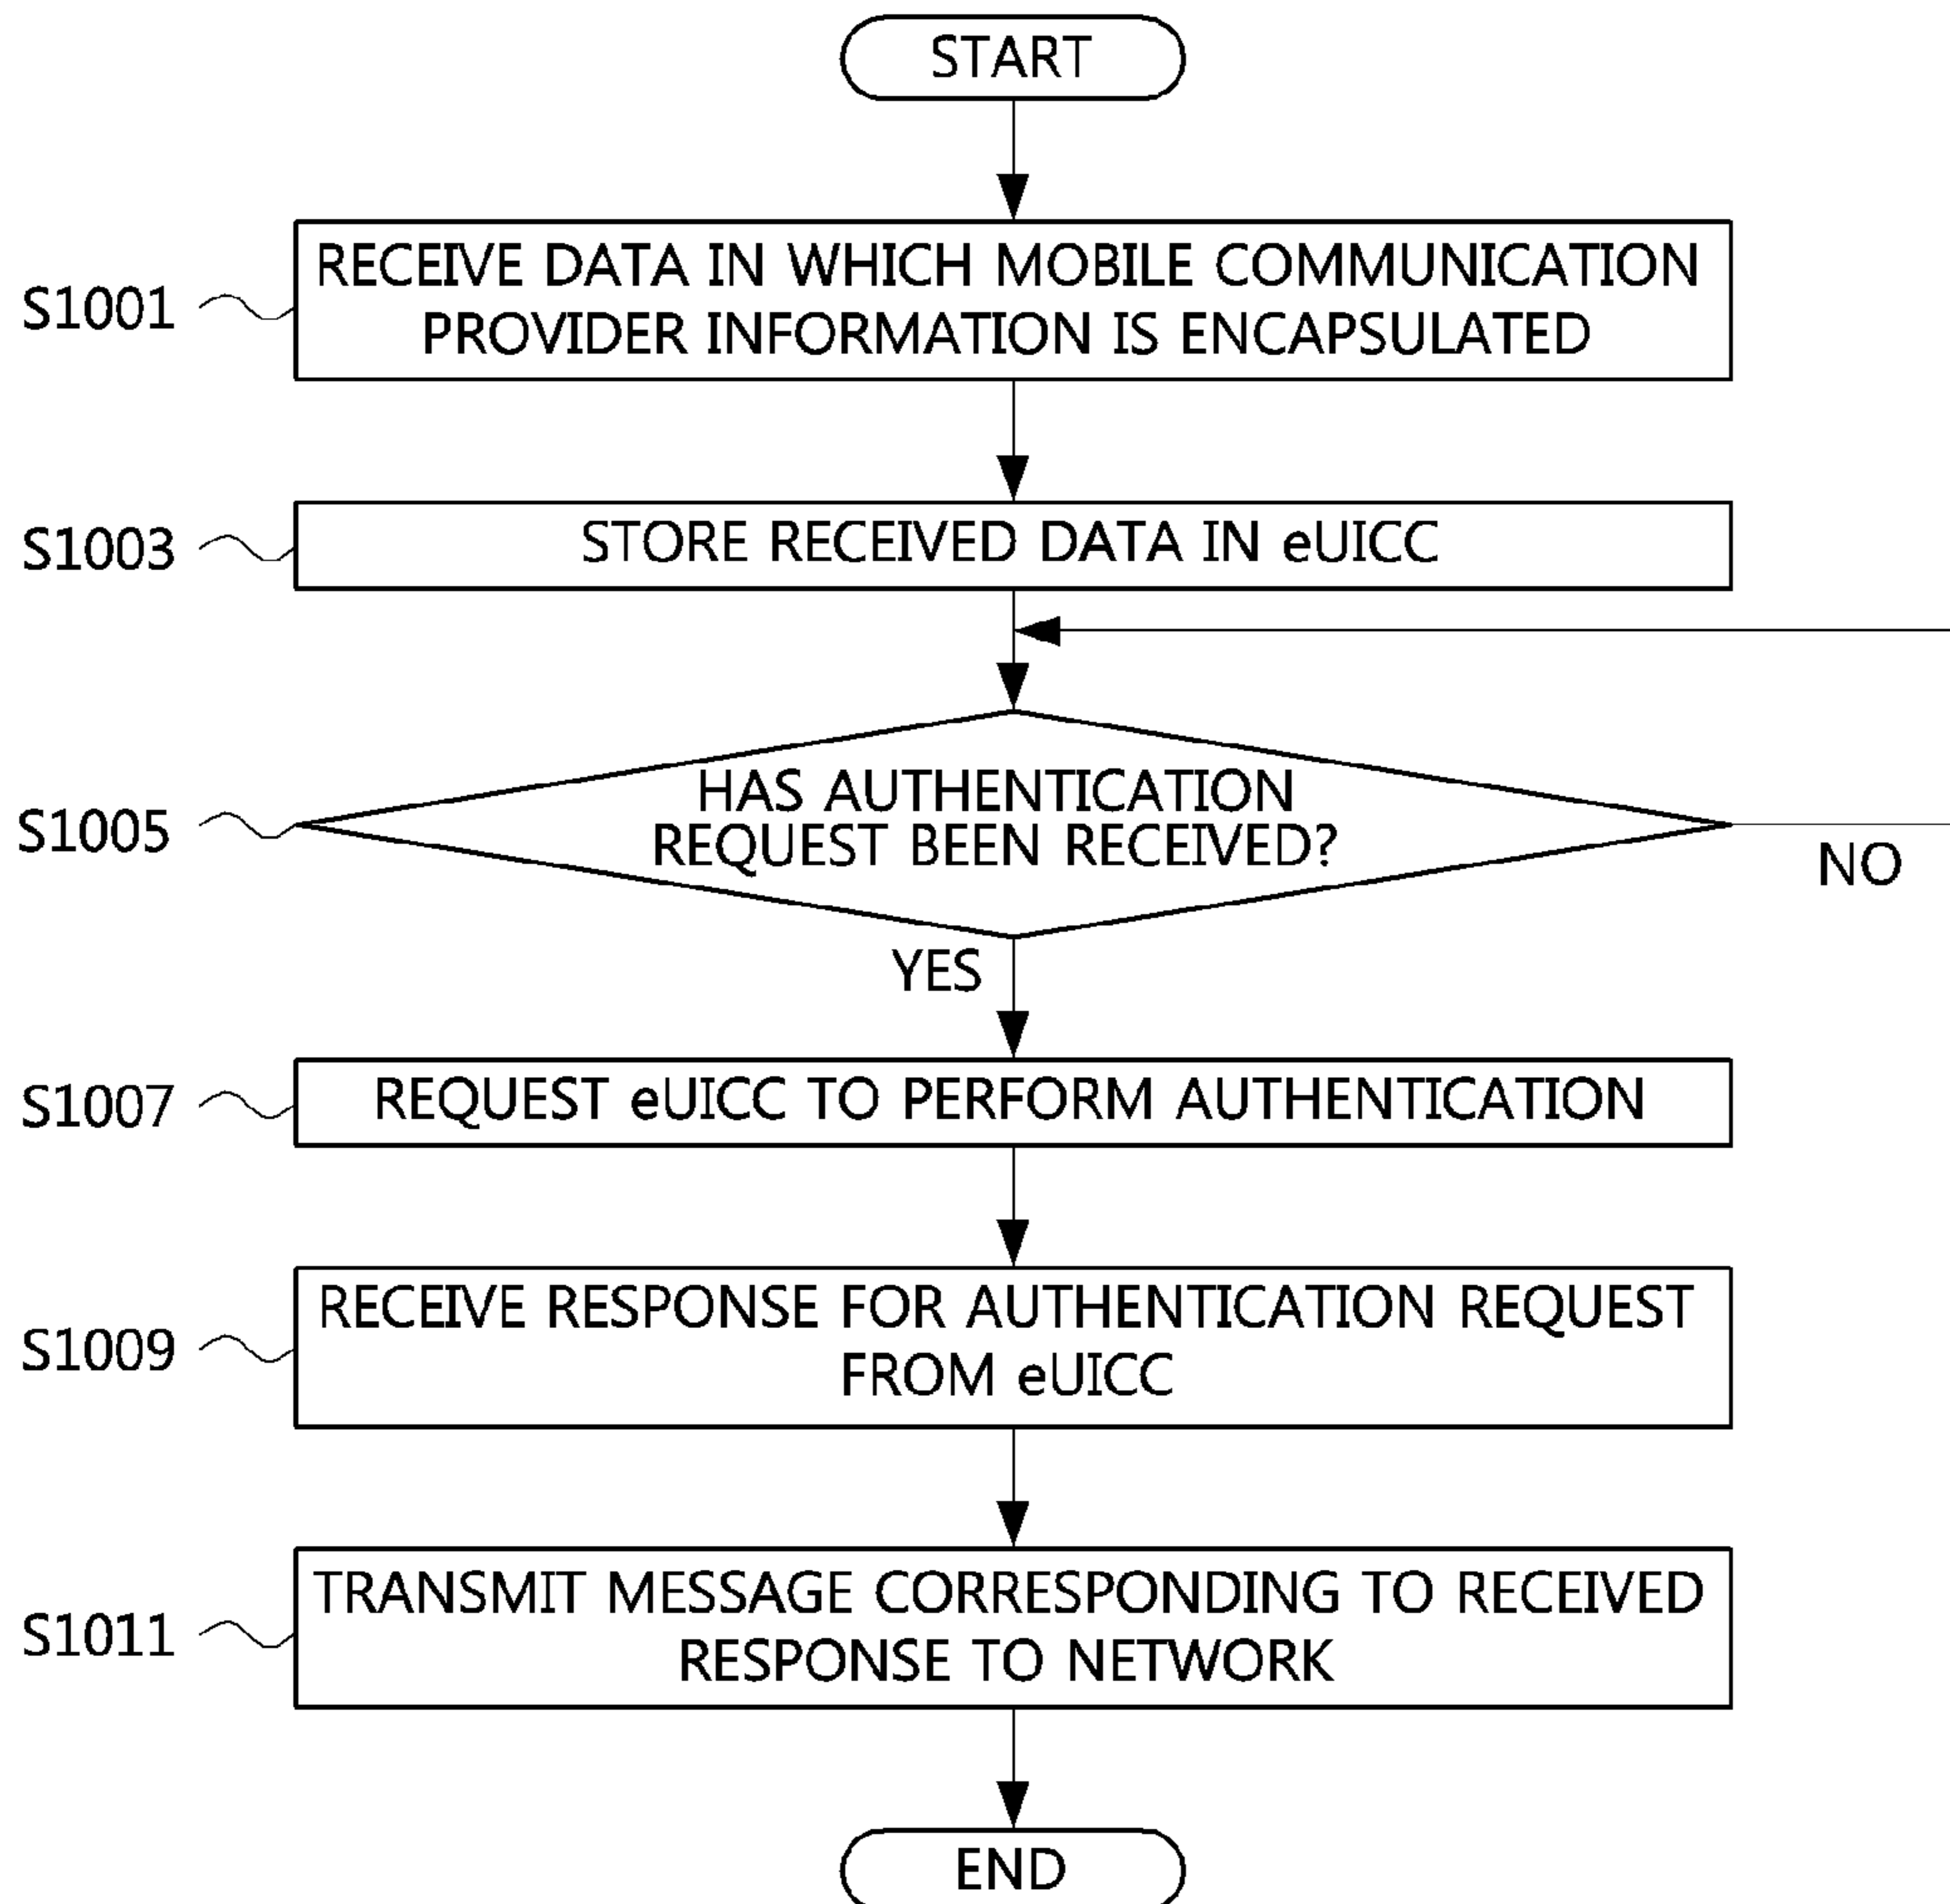 START
S1001
RECEIVE DATA IN WHICH MOBILE COMMUNICATION
PROVIDER INFORMATION IS ENCAPSULATED
S1003
STORE RECEIVED DATA IN eUICC
S1005
HAS AUTHENTICATION
REQUEST BEEN RECEIVED?
NO
YES
S1007
REQUEST eUICC TO PERFORM AUTHENTICATION
S1009
RECEIVE RESPONSE FOR AUTHENTICATION REQUEST
FROM eUICC
S1011
TRANSMIT MESSAGE CORRESPONDING TO RECEIVED
RESPONSE TO NETWORK
END